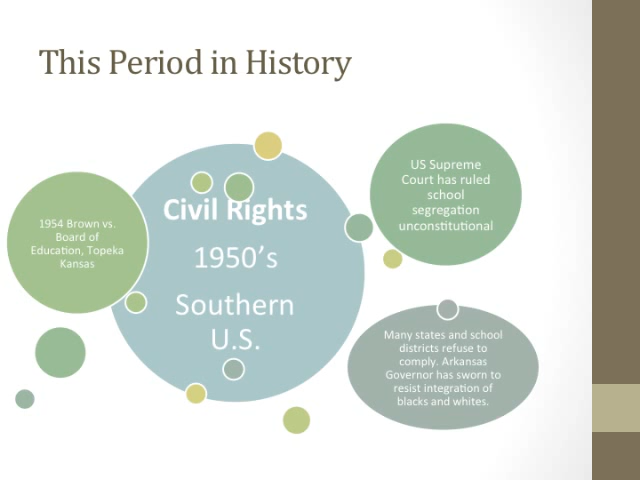 This Period in History
1954 Brown vs.
Board of
Education, Topeka
Kansas
Civil Rights
1950's
Southern
U.S.
US Supreme
Court has ruled
school
segregation
unconstitutional
Many states and school
districts refuse to
comply. Arkansas
Governor has sworn to
resist integration of
blacks and whites.